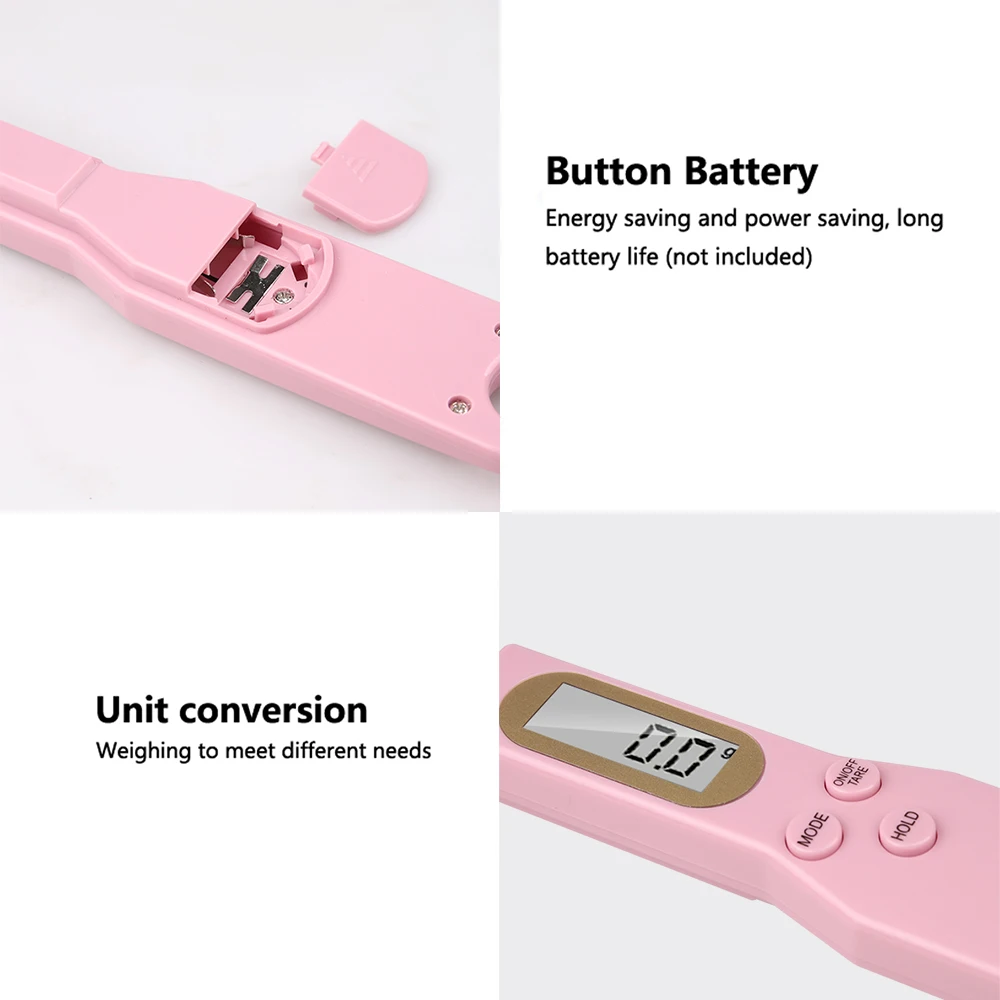 Button Battery
Energy saving and power saving, long
battery life (not included)
Unit conversion
Weighing to meet different needs
0.0 g
ON/OFF
TARE
MODE
HOLD